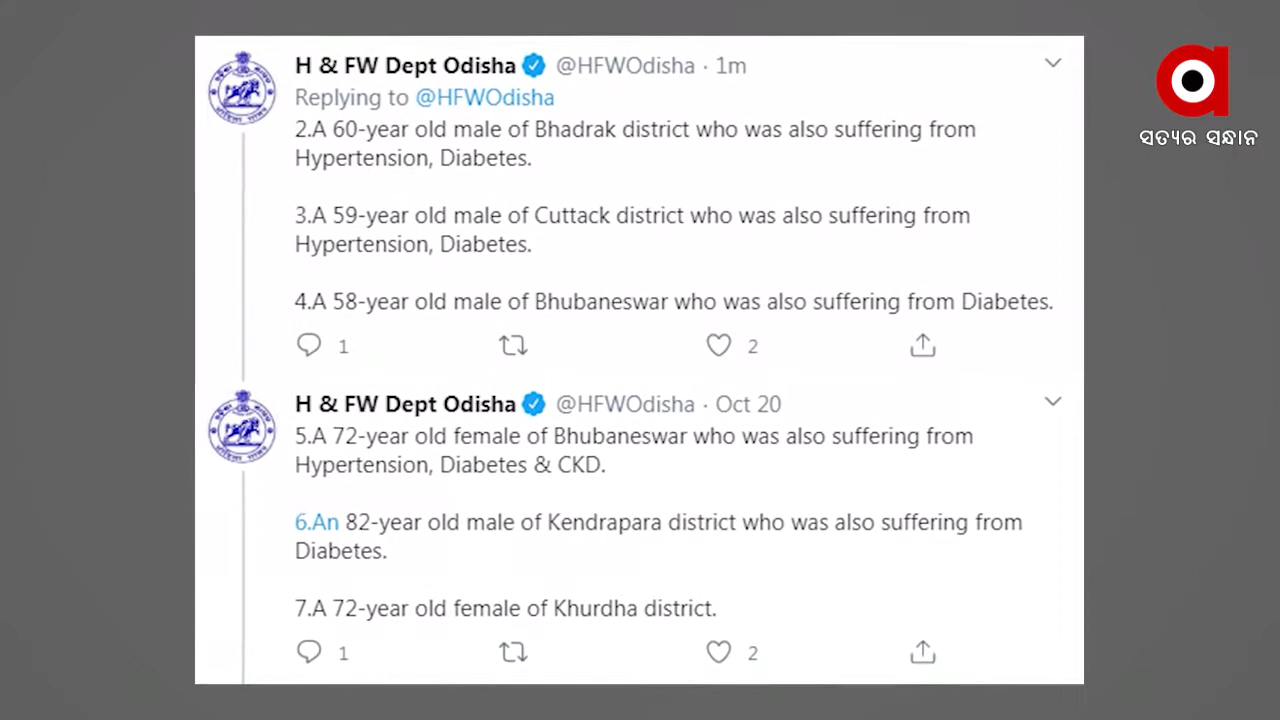 H & FW Dept Odisha @HFWOdisha · 1m
Replying to @HFWOdisha
2.A 60-year old male of Bhadrak district who was also suffering from
Hypertension, Diabetes.
3.A 59-year old male of Cuttack district who was also suffering from
Hypertension, Diabetes.
4.A 58-year old male of Bhubaneswar who was also suffering from Diabetes.
1 2
H & FW Dept Odisha @HFWOdisha · Oct 20
5.A 72-year old female of Bhubaneswar who was also suffering from
Hypertension, Diabetes & CKD.
6.An 82-year old male of Kendrapara district who was also suffering from
Diabetes.
7.A 72-year old female of Khurdha district.
1 2
a
ସତ୍ୟର ସନ୍ଧାନ